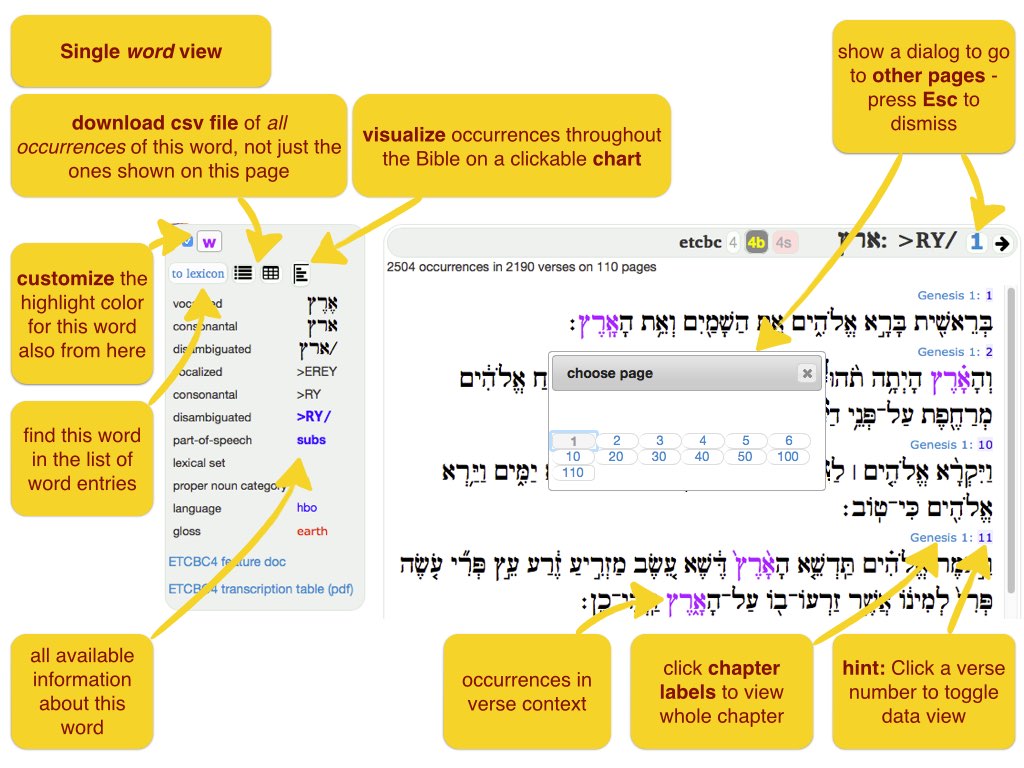 Single word view
show a dialog to go
to other pages -
press Esc to
dismiss
download csv file of all
occurrences of this word, not just the
ones shown on this page
visualize occurrences throughout
the Bible on a clickable chart
customize the
highlight color
for this word
also from here
find this word
in the list of
word entries
all available
information
about this
word
w
to lexicon
vocalized אֶרֶץ
consonantal ארץ
disambiguated ארץ/
vocalized >EREY
consonantal >RY
disambiguated >RY/
part-of-speech subs
lexical set
proper noun category
language hbo
gloss earth
ETCBC4 feature doc
ETCBC4 transcription table (pdf)
etcbc 4 4b 4s ארץ: >RY/ 1
2504 occurrences in 2190 verses on 110 pages
Genesis 1: 1
בְּרֵאשִׁ֖ית בָּרָ֣א אֱלֹהִ֑ים אֵ֥ת הַשָּׁמַ֖יִם וְאֵ֥ת הָאָֽרֶץ׃
Genesis 1: 2
וְהָאָ֗רֶץ הָיְתָ֥ה תֹ֙הוּ֙ אֱלֹהִ֔ים
מְרַחֶ֖פֶת עַל־פְּנֵ֥י
Genesis 1: 10
וַיִּקְרָ֨א אֱלֹהִ֤ים ׀ יַמִּ֑ים וַיַּ֥רְא
אֱלֹהִ֖ים כִּי־טֽוֹב׃
Genesis 1: 11
וַיֹּ֣אמֶר אֱלֹהִ֗ים תַּֽדְשֵׁ֤א הָאָ֙רֶץ֙ דֶּ֔שֶׁא עֵ֚שֶׂב מַזְרִ֣יעַ זֶ֔רַע עֵ֣ץ פְּרִ֞י עֹ֤שֶׂה
פְּרִי֙ לְמִינ֔וֹ אֲשֶׁ֥ר זַרְעוֹ־ב֖וֹ עַל־הָאָ֑רֶץ וַֽיְהִי־כֵֽן׃
choose page
1 2 3 4 5 6
10 20 30 40 50 100
110
occurrences in
verse context
click chapter
labels to view
whole chapter
hint: Click a verse
number to toggle
data view